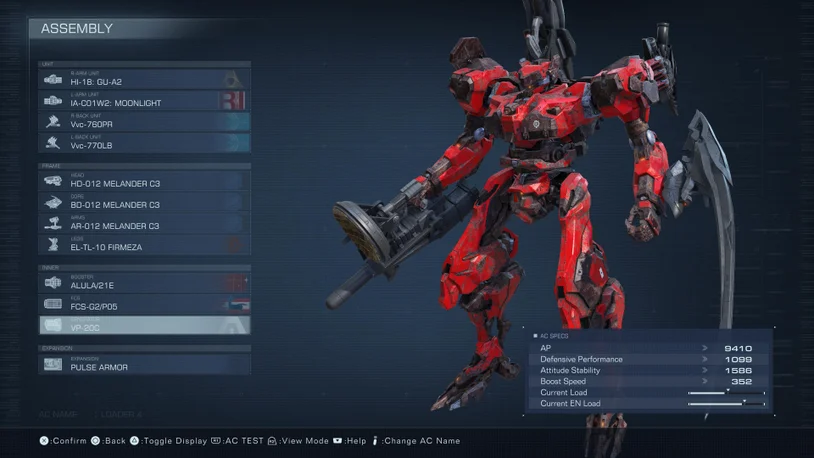 ASSEMBLY
UNIT
R-ARM UNIT
HI-18: GU-A2
L-ARM UNIT
IA-C01W2: MOONLIGHT
R-BACK UNIT
Vvc-760PR
L-BACK UNIT
Vvc-770LB
FRAME
HEAD
HD-012 MELANDER C3
CORE
BD-012 MELANDER C3
ARMS
AR-012 MELANDER C3
LEGS
EL-TL-10 FIRMEZA
INNER
BOOSTER
ALULA/21E
FCS
FCS-G2/P05
VP-20C
EXPANSION
EXPANSION
PULSE ARMOR
AC NAME LOADER 4
AC SPECS
AP 9410
Defensive Performance 1099
Attitude Stability 1586
Boost Speed 352
Current Load
Current EN Load
:Confirm :Back :Toggle Display :AC TEST :View Mode :Help :Change AC Name